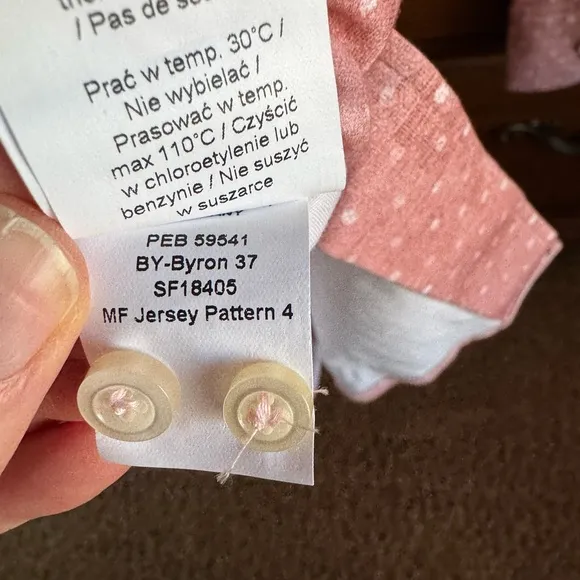 / Pas de
Prać w temp. 30°C /
Nie wybielać /
Prasować w temp.
max 110°C / Czyścić
w chloroetylenie lub
benzynie / Nie suszyć
w suszarce
PEB 59541
BY-Byron 37
SF18405
MF Jersey Pattern 4